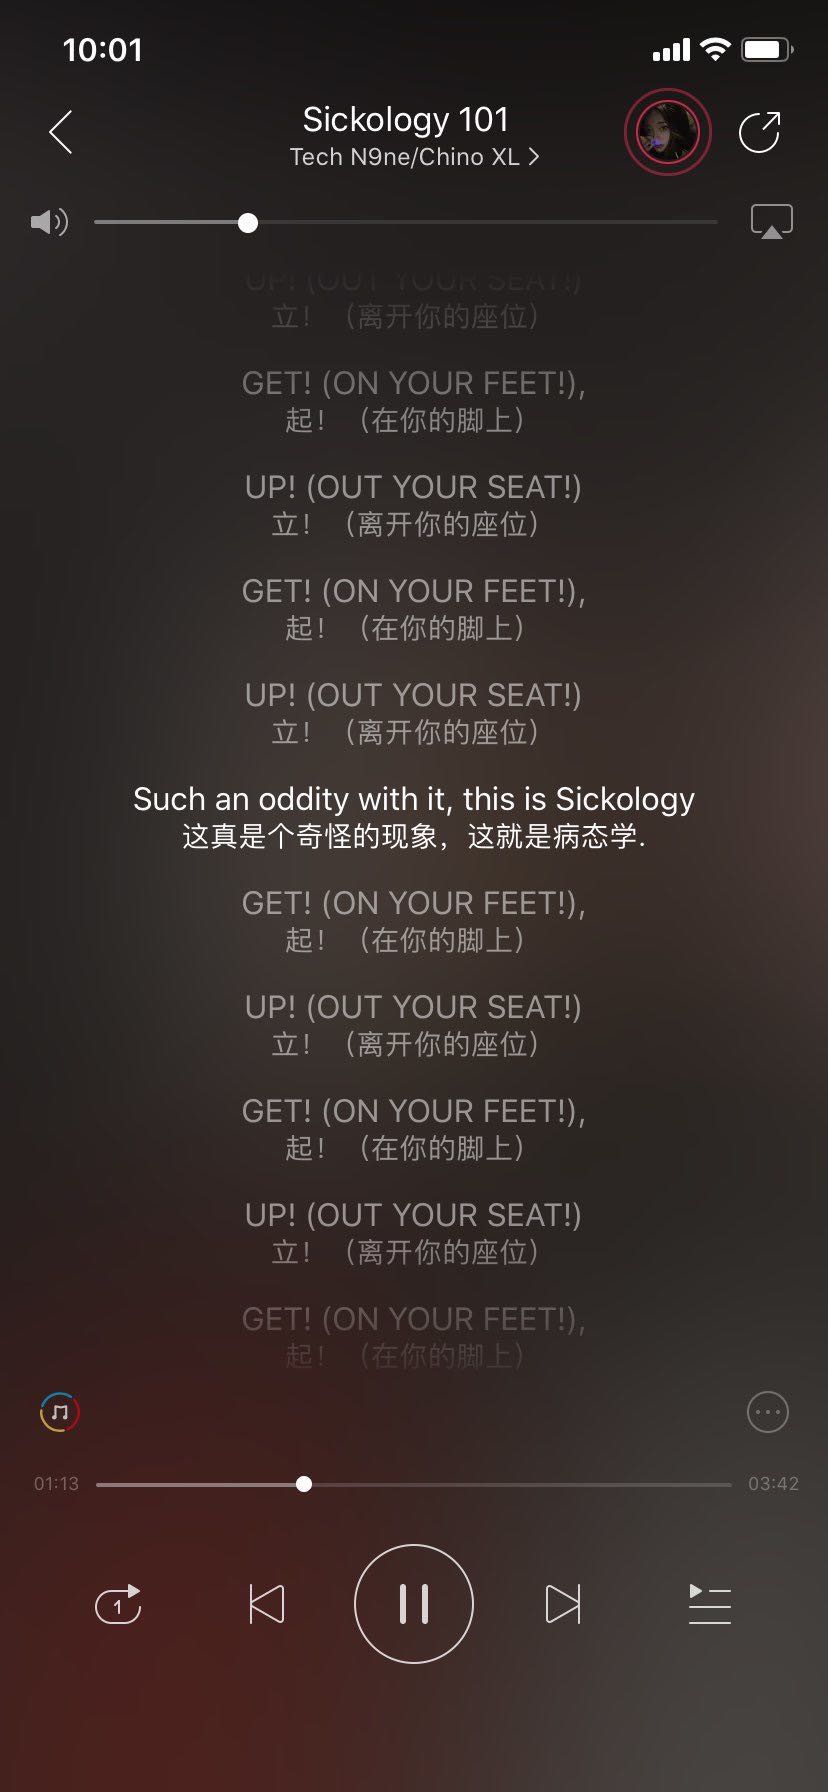 10:01
Sickology 101
Tech N9ne/Chino XL >
UP! (OUT YOUR SEAT!)
立！（离开你的座位）
GET! (ON YOUR FEET!),
起！（在你的脚上）
UP! (OUT YOUR SEAT!)
立！（离开你的座位）
GET! (ON YOUR FEET!),
起！（在你的脚上）
UP! (OUT YOUR SEAT!)
立！（离开你的座位）
Such an oddity with it, this is Sickology
这真是个奇怪的现象，这就是病态学.
GET! (ON YOUR FEET!),
起！（在你的脚上）
UP! (OUT YOUR SEAT!)
立！（离开你的座位）
GET! (ON YOUR FEET!),
起！（在你的脚上）
UP! (OUT YOUR SEAT!)
立！（离开你的座位）
GET! (ON YOUR FEET!),
起！（在你的脚上）
01:13
03:42
1